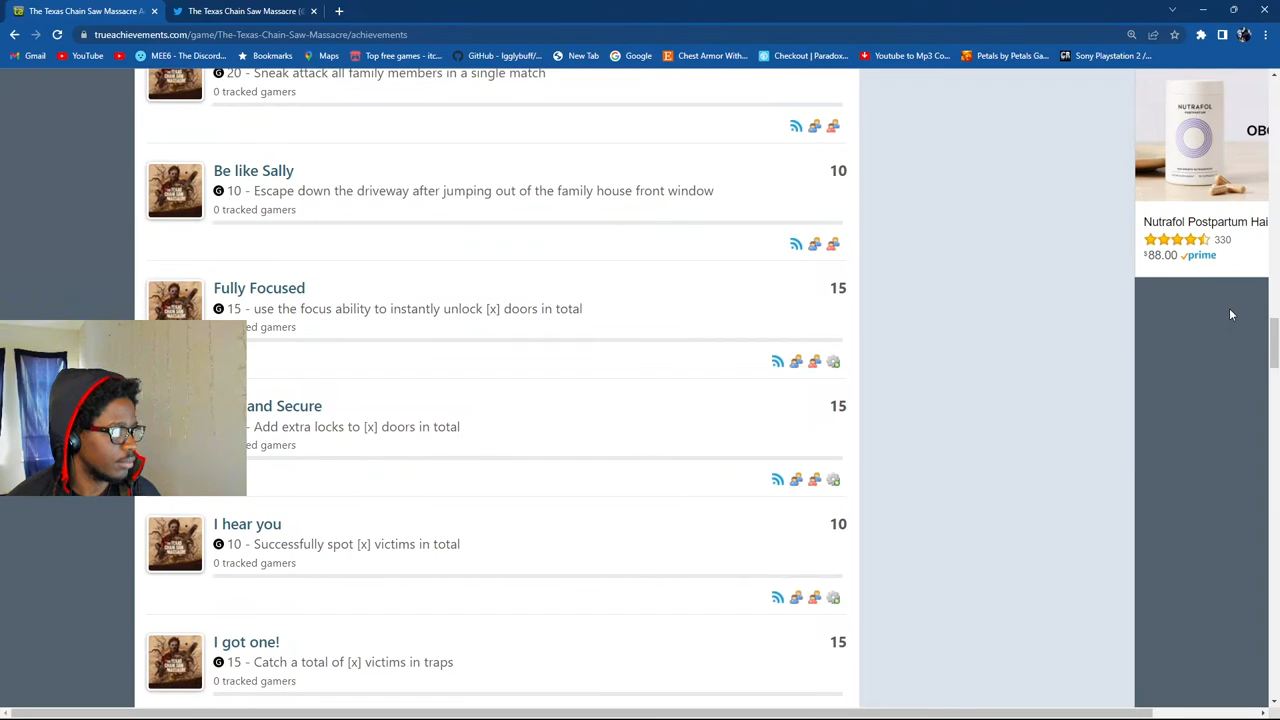 The Texas Chain Saw Massacre A
The Texas Chain Saw Massacre (
trueachievements.com/game/The-Texas-Chain-Saw-Massacre/achievements
Gmail
YouTube
MEE6 - The Discord...
Bookmarks
Maps
Top free games - itc...
GitHub - Igglybuff/...
New Tab
Google
Chest Armor With...
Checkout | Paradox...
Youtube to Mp3 Co...
Petals by Petals Ga...
Sony Playstation 2 /...
20 - Sneak attack all family members in a single match
0 tracked gamers
Be like Sally
10
G 10 - Escape down the driveway after jumping out of the family house front window
0 tracked gamers
Fully Focused
15
G 15 - use the focus ability to instantly unlock [x] doors in total
ked gamers
and Secure
15
- Add extra locks to [x] doors in total
ed gamers
I hear you
10
G 10 - Successfully spot [x] victims in total
0 tracked gamers
I got one!
15
G 15 - Catch a total of [x] victims in traps
0 tracked gamers
NUTRAFOL
OB
Nutrafol Postpartum Hai
330
$88.00 prime